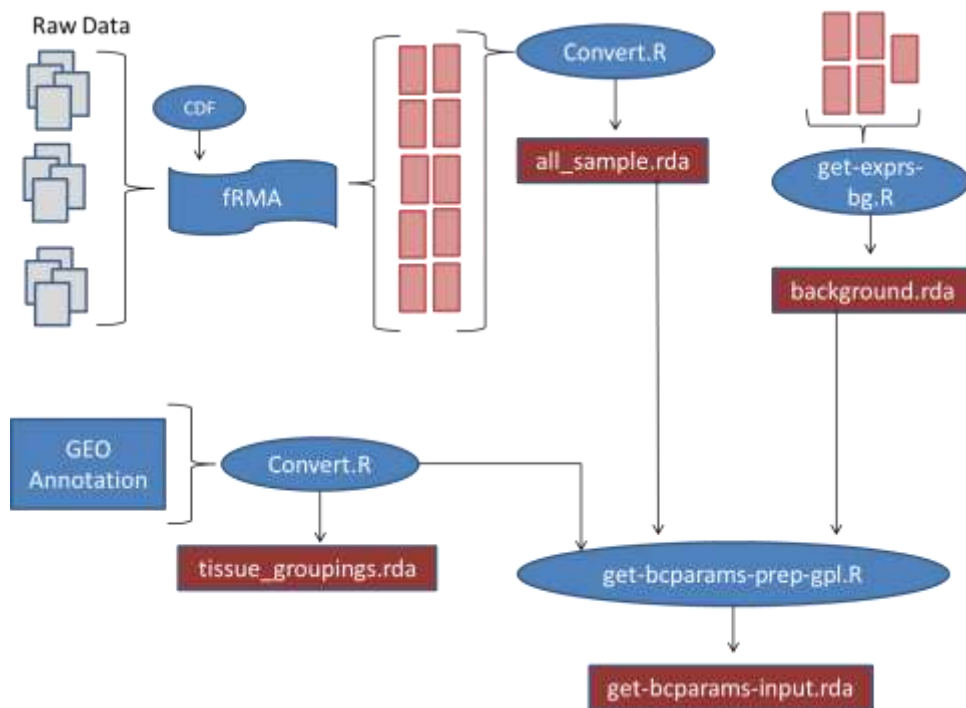 Raw Data
CDF
fRMA
Convert.R
all_sample.rda
get-exprs-
bg.R
background.rda
GEO
Annotation
Convert.R
tissue_groupings.rda
get-bcparams-prep-gpl.R
get-bcparams-input.rda